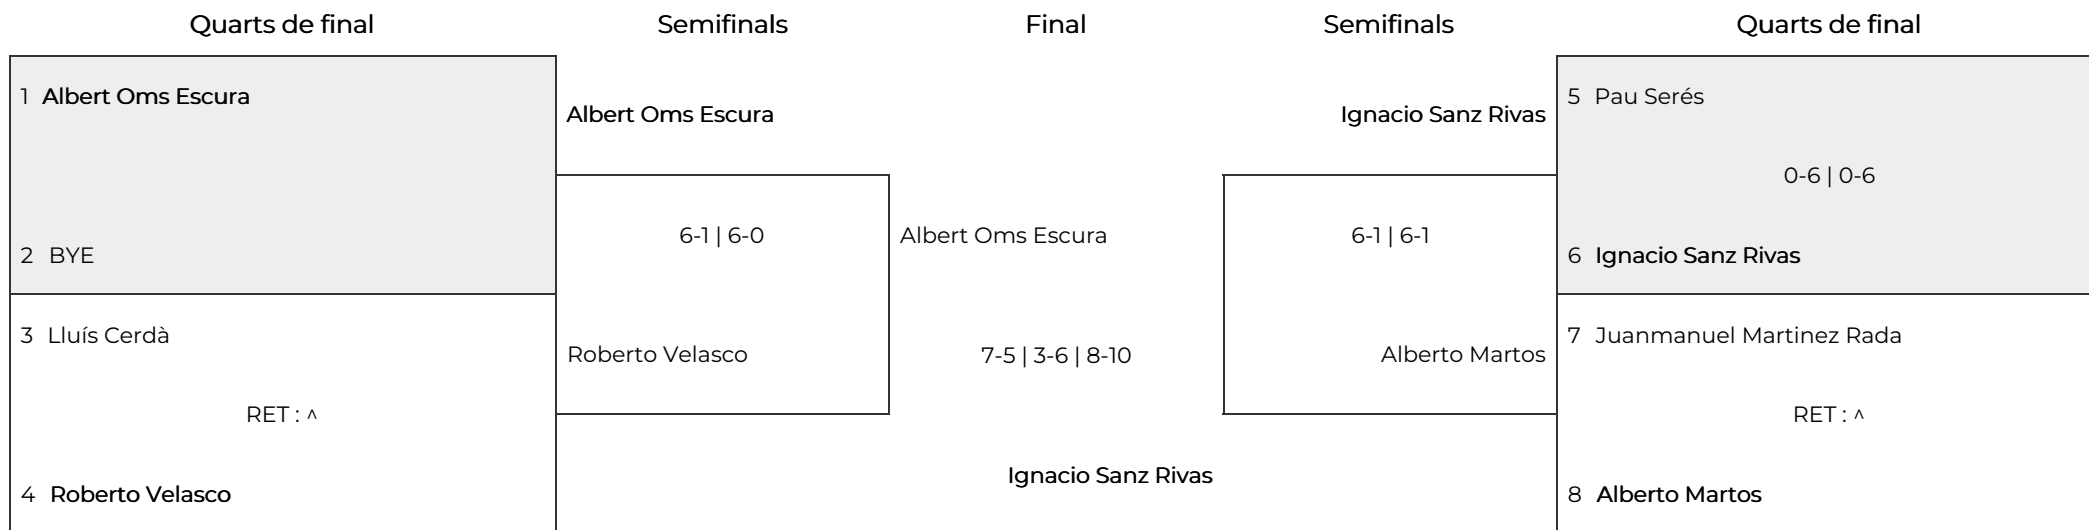 Quarts de final
Semifinals
Final
Semifinals
Quarts de final
1 Albert Oms Escura
2 BYE
3 Lluís Cerdà
RET : ^
4 Roberto Velasco
Albert Oms Escura
6-1 | 6-0
Roberto Velasco
Albert Oms Escura
7-5 | 3-6 | 8-10
Ignacio Sanz Rivas
Ignacio Sanz Rivas
6-1 | 6-1
Alberto Martos
5 Pau Serés
0-6 | 0-6
6 Ignacio Sanz Rivas
7 Juanmanuel Martinez Rada
RET : ^
8 Alberto Martos